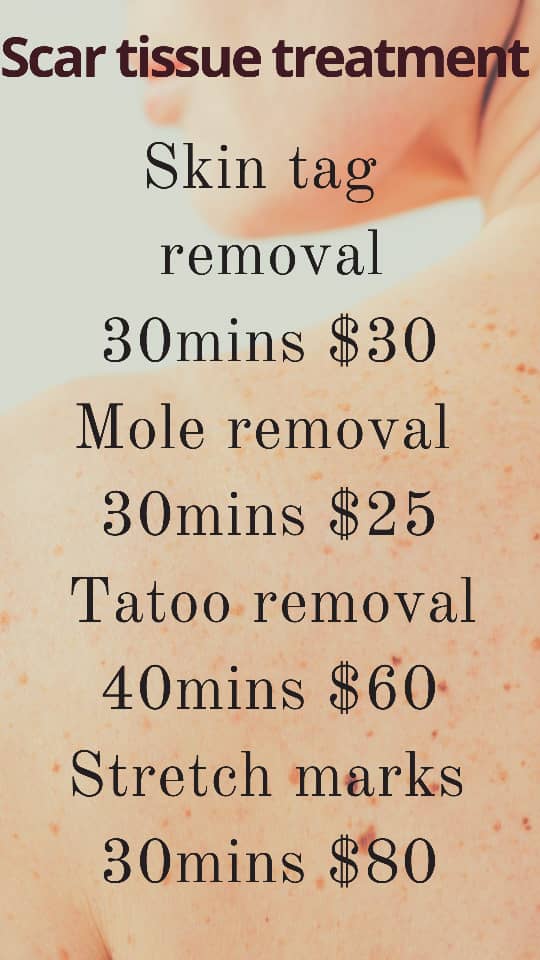 Scar tissue treatment
Skin tag
removal
30mins $30
Mole removal
30mins $25
Tatoo removal
40mins $60
Stretch marks
30mins $80